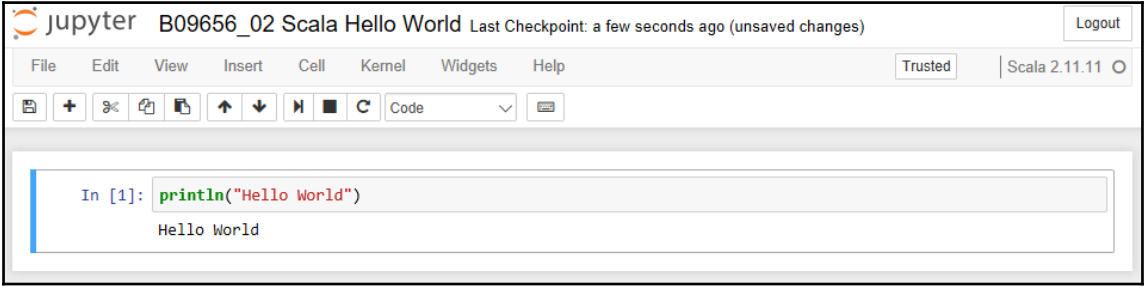 jupyter B09656_02 Scala Hello World Last Checkpoint: a few seconds ago (unsaved changes) Logout
File Edit View Insert Cell Kernel Widgets Help Trusted Scala 2.11.11
Code
In [1]: println("Hello World")
Hello World